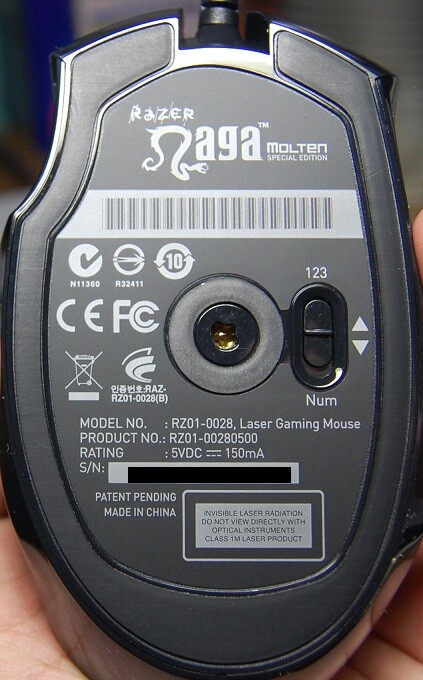 RAZER
Naga™ MOLTEN
SPECIAL EDITION
N11360
R32411
10
123
CE FC
Num
인증번호:RAZ-
RZ01-0028(B)
MODEL NO. : RZ01-0028, Laser Gaming Mouse
PRODUCT NO.: RZ01-00280500
RATING : 5VDC ⎓ 150mA
S/N:
PATENT PENDING
MADE IN CHINA
INVISIBLE LASER RADIATION
DO NOT VIEW DIRECTLY WITH
OPTICAL INSTRUMENTS
CLASS 1M LASER PRODUCT